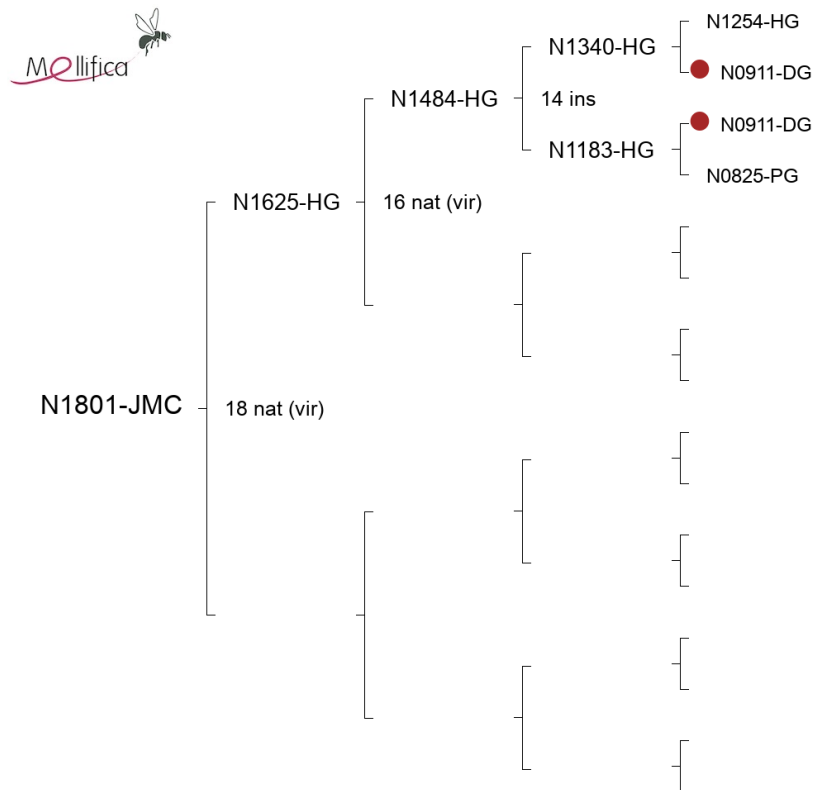 Mellifica
N1254-HG
N1340-HG
N0911-DG
N1484-HG
14 ins
N0911-DG
N1183-HG
N0825-PG
N1625-HG
16 nat (vir)
N1801-JMC
18 nat (vir)